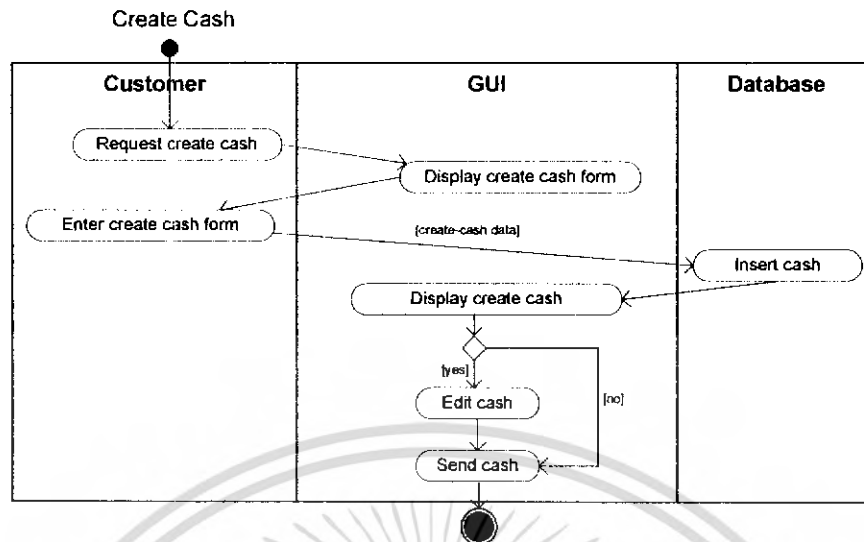 Create Cash
Customer
GUI
Database
Request create cash
Display create cash form
Enter create cash form
[create-cash data]
Insert cash
Display create cash
[yes]
[no]
Edit cash
Send cash